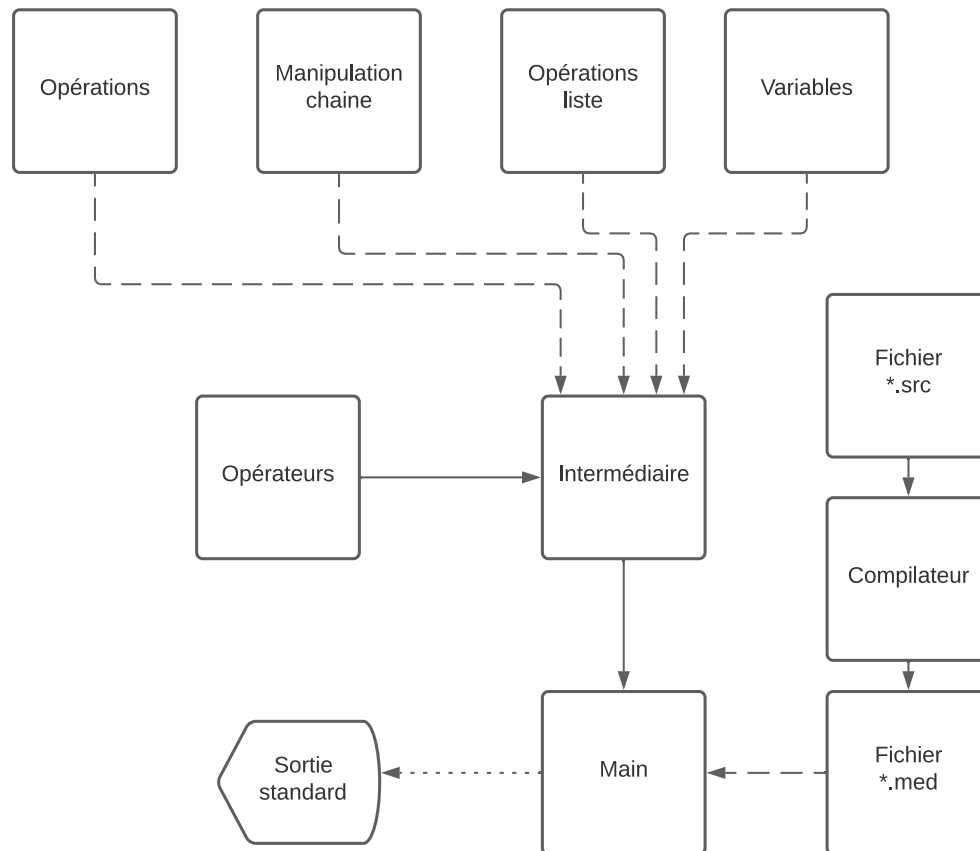 Opérations
Manipulation
chaine
Opérations
liste
Variables
Fichier
*.src
Opérateurs
Intermédiaire
Compilateur
Sortie
standard
Main
Fichier
*.med